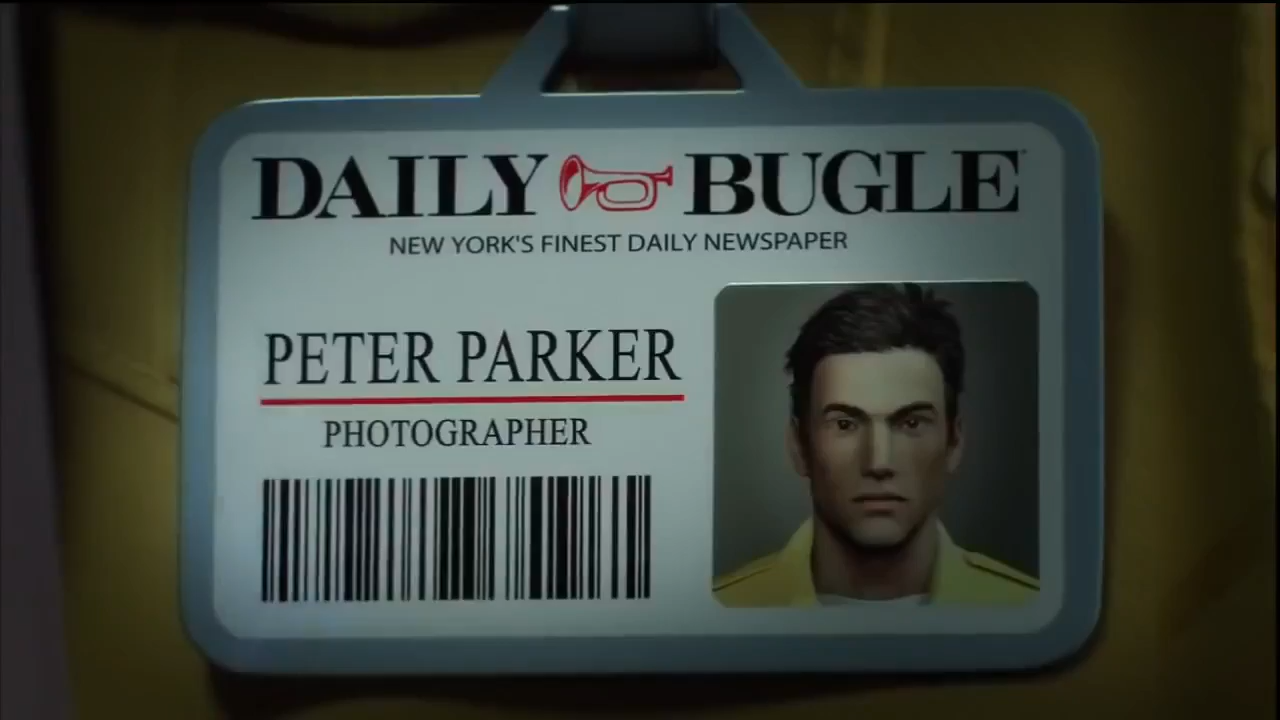 DAILY BUGLE
NEW YORK'S FINEST DAILY NEWSPAPER
PETER PARKER
PHOTOGRAPHER